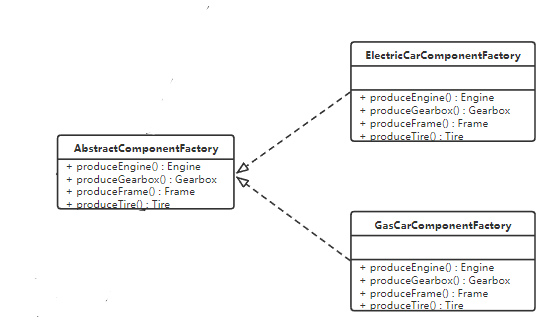 ElectricCarComponentFactory
+ produceEngine() : Engine
+ produceGearbox() : Gearbox
+ produceFrame() : Frame
+ produceTire() : Tire
AbstractComponentFactory
+ produceEngine() : Engine
+ produceGearbox() : Gearbox
+ produceFrame() : Frame
+ produceTire() : Tire
GasCarComponentFactory
+ produceEngine() : Engine
+ produceGearbox() : Gearbox
+ produceFrame() : Frame
+ produceTire() : Tire